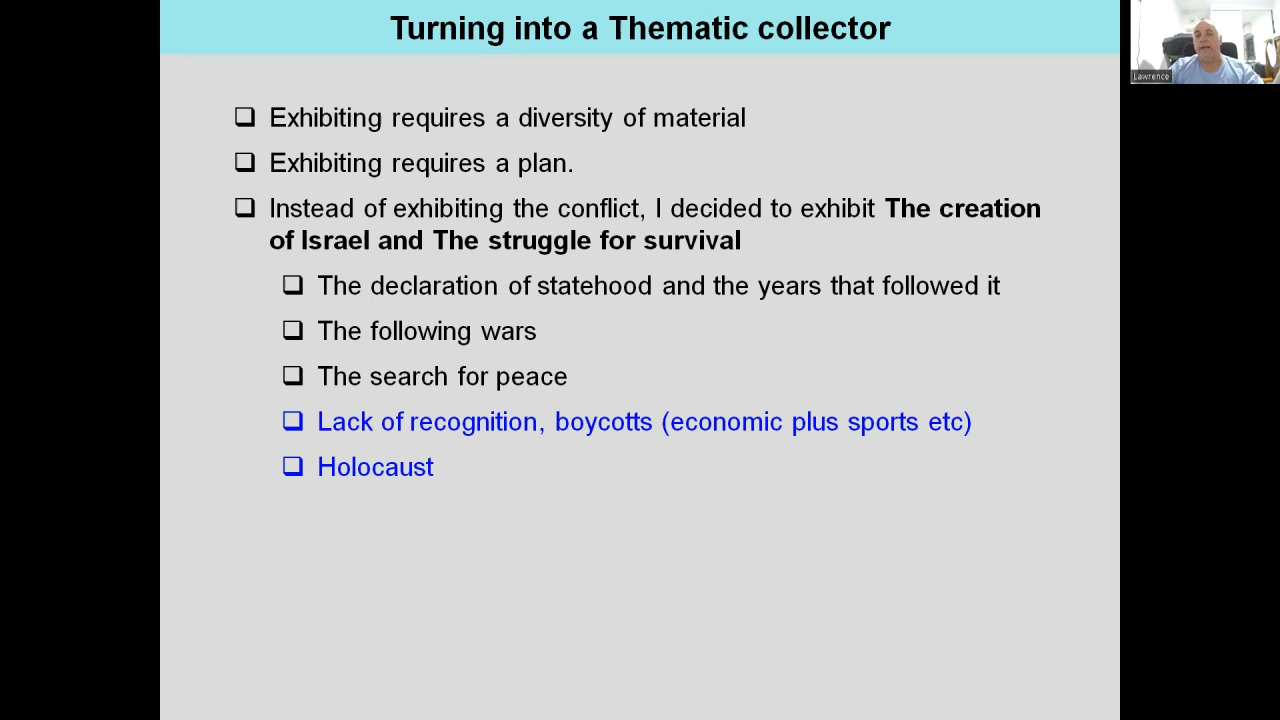 Turning into a Thematic collector
Lawrence
❑ Exhibiting requires a diversity of material
❑ Exhibiting requires a plan.
❑ Instead of exhibiting the conflict, I decided to exhibit The creation
of Israel and The struggle for survival
❑ The declaration of statehood and the years that followed it
❑ The following wars
❑ The search for peace
❑ Lack of recognition, boycotts (economic plus sports etc)
❑ Holocaust